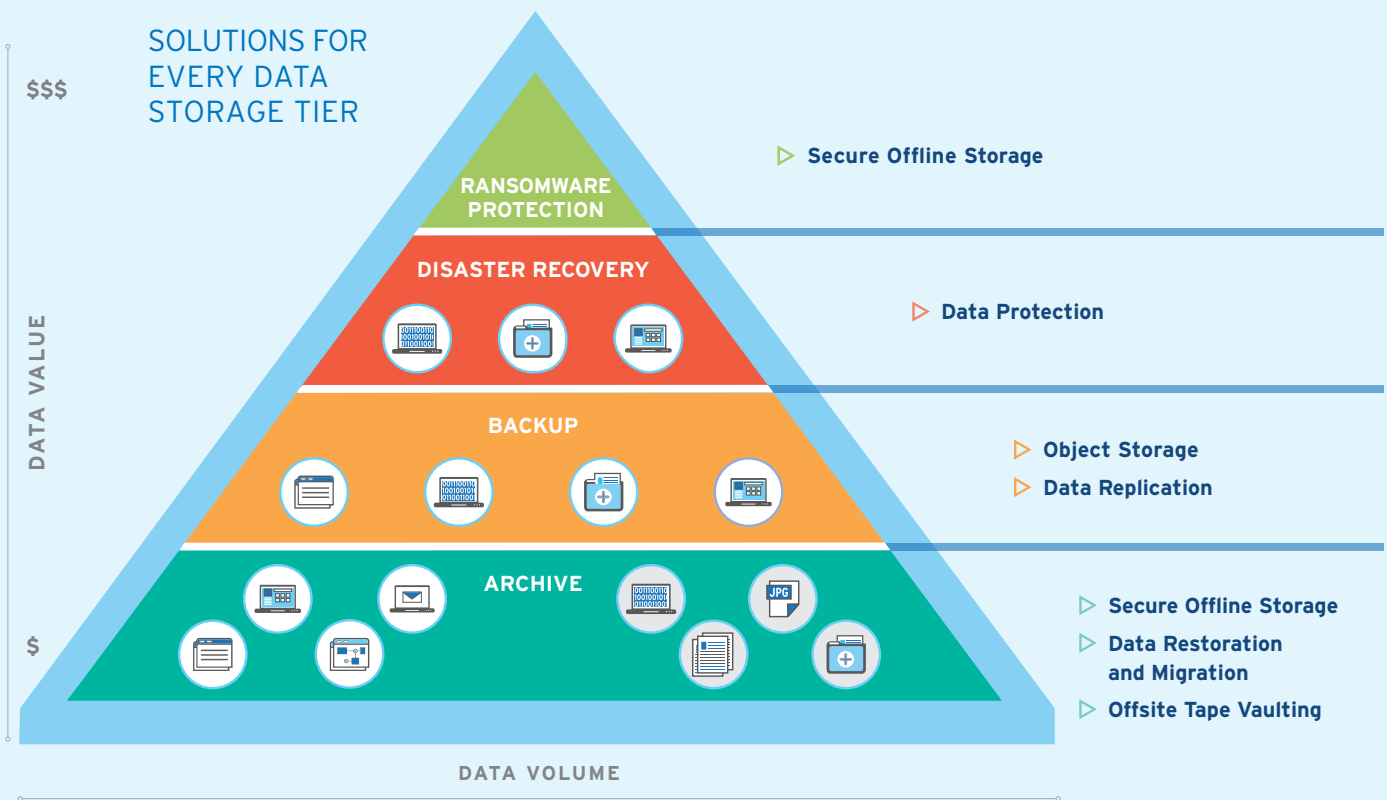 SOLUTIONS FOR
EVERY DATA
STORAGE TIER
$$$
DATA VALUE
$
RANSOMWARE
PROTECTION
Secure Offline Storage
DISASTER RECOVERY
Data Protection
BACKUP
Object Storage
Data Replication
ARCHIVE
JPG
Secure Offline Storage
Data Restoration
and Migration
Offsite Tape Vaulting
DATA VOLUME